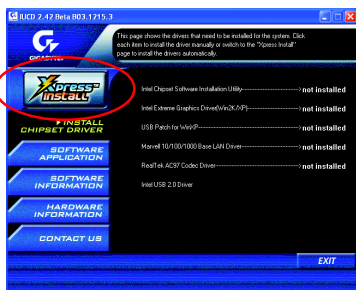 IUCD 2.42 Beta B03.1215.3
This page shows the drivers that need to be installed for the system. Click
each item to install the driver manually or switch to the "Xpress Install"
page to install the drivers automatically.
GIGABYTE
Xpress™
Install
INSTALL
CHIPSET DRIVER
SOFTWARE
APPLICATION
SOFTWARE
INFORMATION
HARDWARE
INFORMATION
CONTACT US
Intel Chipset Software Installation Utility not installed
Intel Extreme Graphics Driver(Win2K/XP) not installed
USB Patch for WinXP not installed
Marvell 10/100/1000 Base LAN Driver not installed
RealTek AC97 Codec Driver not installed
Intel USB 2.0 Driver
EXIT